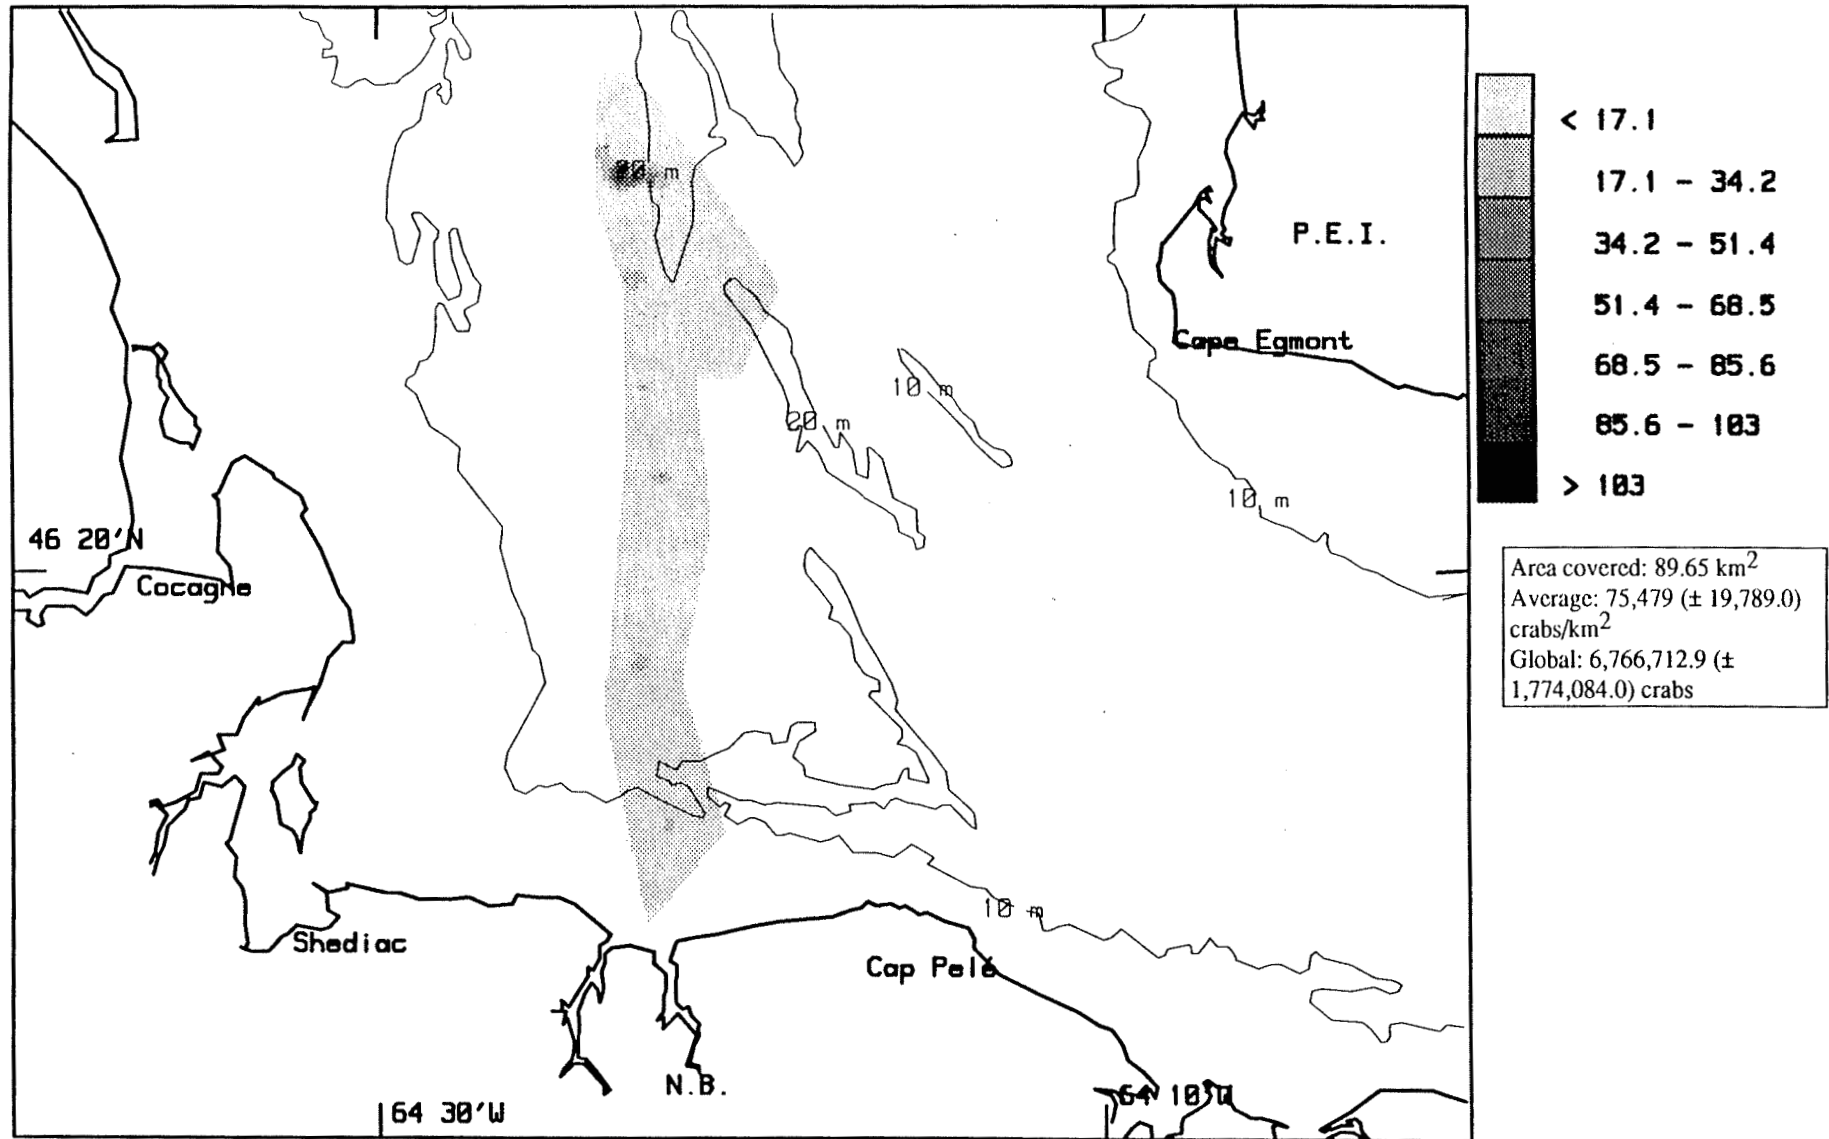 < 17.1
20 m
17.1 - 34.2
P.E.I.
34.2 - 51.4
51.4 - 68.5
Cape Egmont
10 m
68.5 - 85.6
20 m
85.6 - 103
10 m
> 103
46 20'N
Cocagne
Area covered: 89.65 km2
Average: 75,479 (± 19,789.0)
crabs/km2
Global: 6,766,712.9 (±
1,774,084.0) crabs
10 m
Shediac
Cap Pelé
N.B.
64 30'W
64 10'W